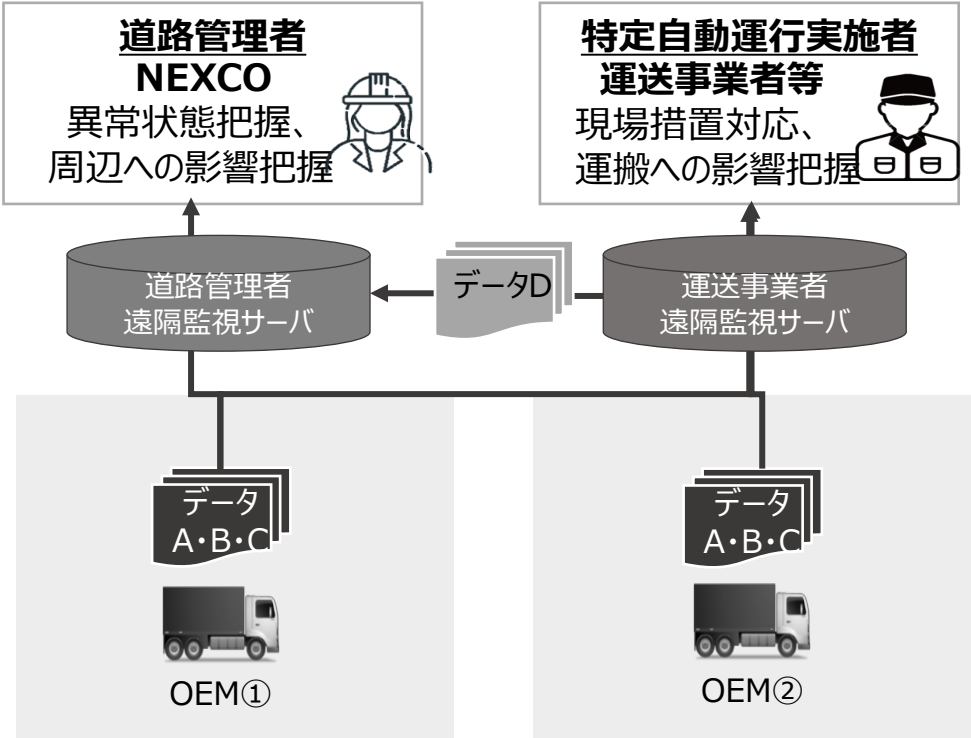 道路管理者
NEXCO
異常状態把握、
周辺への影響把握
特定自動運行実施者
運送事業者等
現場措置対応、
運搬への影響把握
道路管理者
遠隔監視サーバ
データD
運送事業者
遠隔監視サーバ
データ
A・B・C
データ
A・B・C
OEM①
OEM②